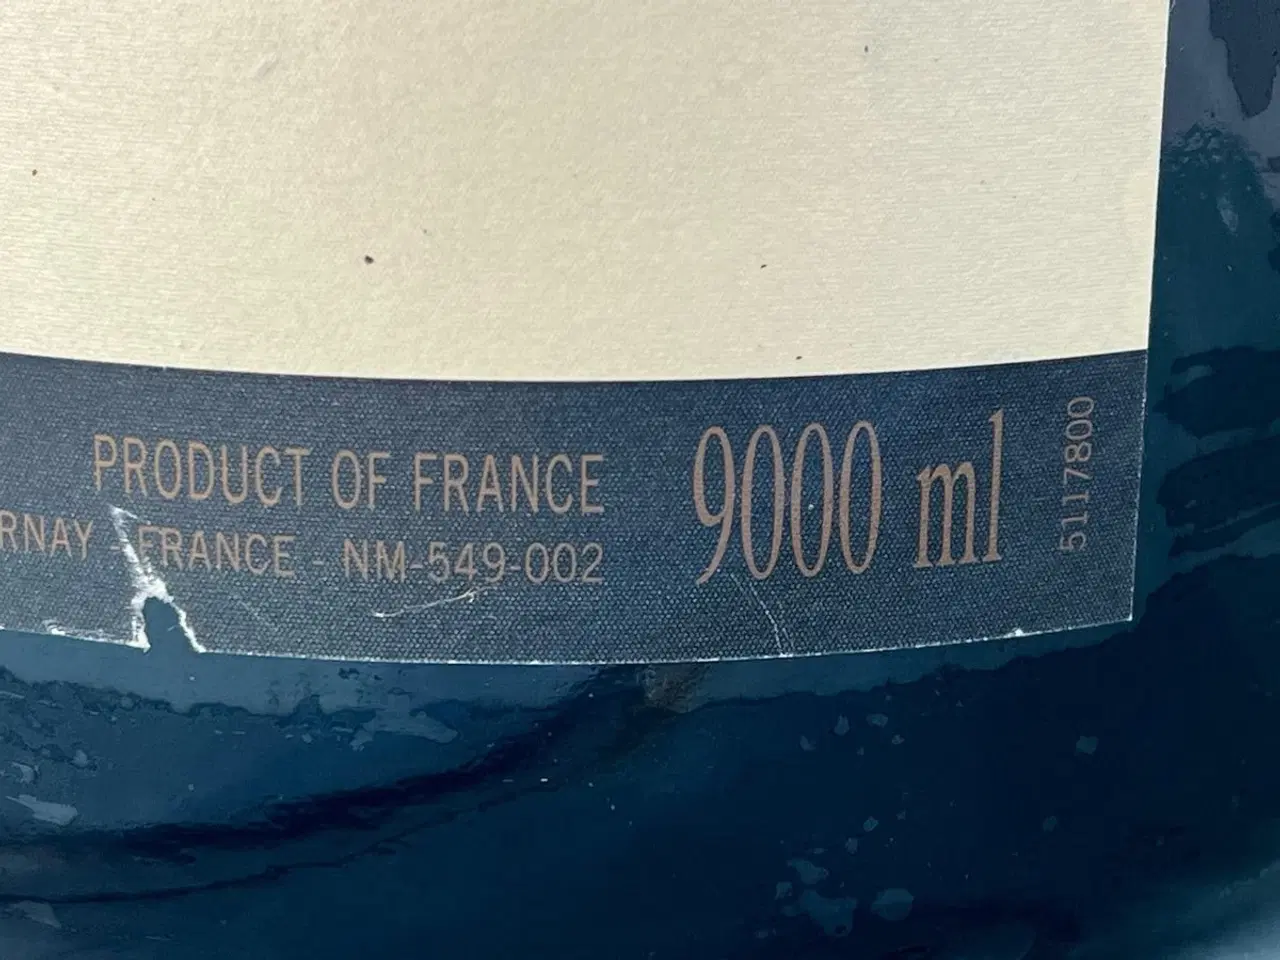 PRODUCT OF FRANCE
RNAY - FRANCE - NM-549-002
9000 ml
5117800